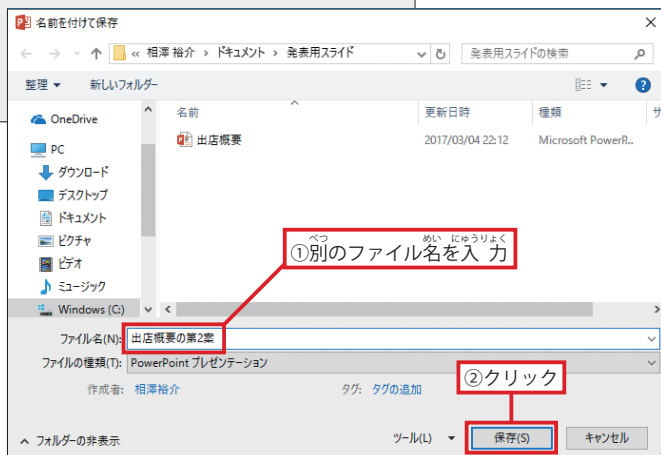 名前を付けて保存
« 相澤 裕介 › ドキュメント › 発表用スライド
発表用スライドの検索
整理 新しいフォルダー
名前 更新日時 種類 サ
出店概要 2017/03/04 22:12 Microsoft PowerP...
OneDrive
PC
ダウンロード
デスクトップ
ドキュメント
ピクチャ
ビデオ
ミュージック
Windows (C:)
べつ めい にゅうりょく
①別のファイル名を入力
ファイル名(N): 出店概要の第2案
ファイルの種類(T): PowerPoint プレゼンテーション
作成者: 相澤裕介 タグ: タグの追加
②クリック
フォルダーの非表示 ツール(L) 保存(S) キャンセル